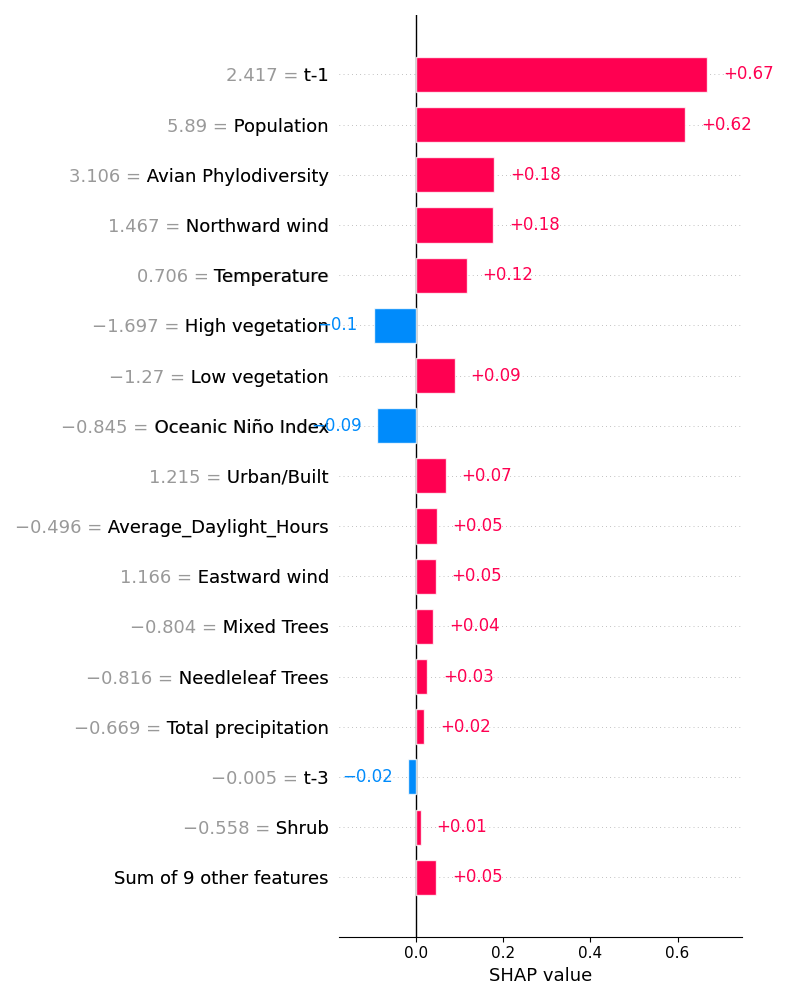 2.417 = t-1 +0.67
5.89 = Population +0.62
3.106 = Avian Phylodiversity +0.18
1.467 = Northward wind +0.18
0.706 = Temperature +0.12
−1.697 = High vegetation −0.1
−1.27 = Low vegetation +0.09
−0.845 = Oceanic Niño Index −0.09
1.215 = Urban/Built +0.07
−0.496 = Average_Daylight_Hours +0.05
1.166 = Eastward wind +0.05
−0.804 = Mixed Trees +0.04
−0.816 = Needleleaf Trees +0.03
−0.669 = Total precipitation +0.02
−0.005 = t-3 −0.02
−0.558 = Shrub +0.01
Sum of 9 other features +0.05
0.0 0.2 0.4 0.6
SHAP value